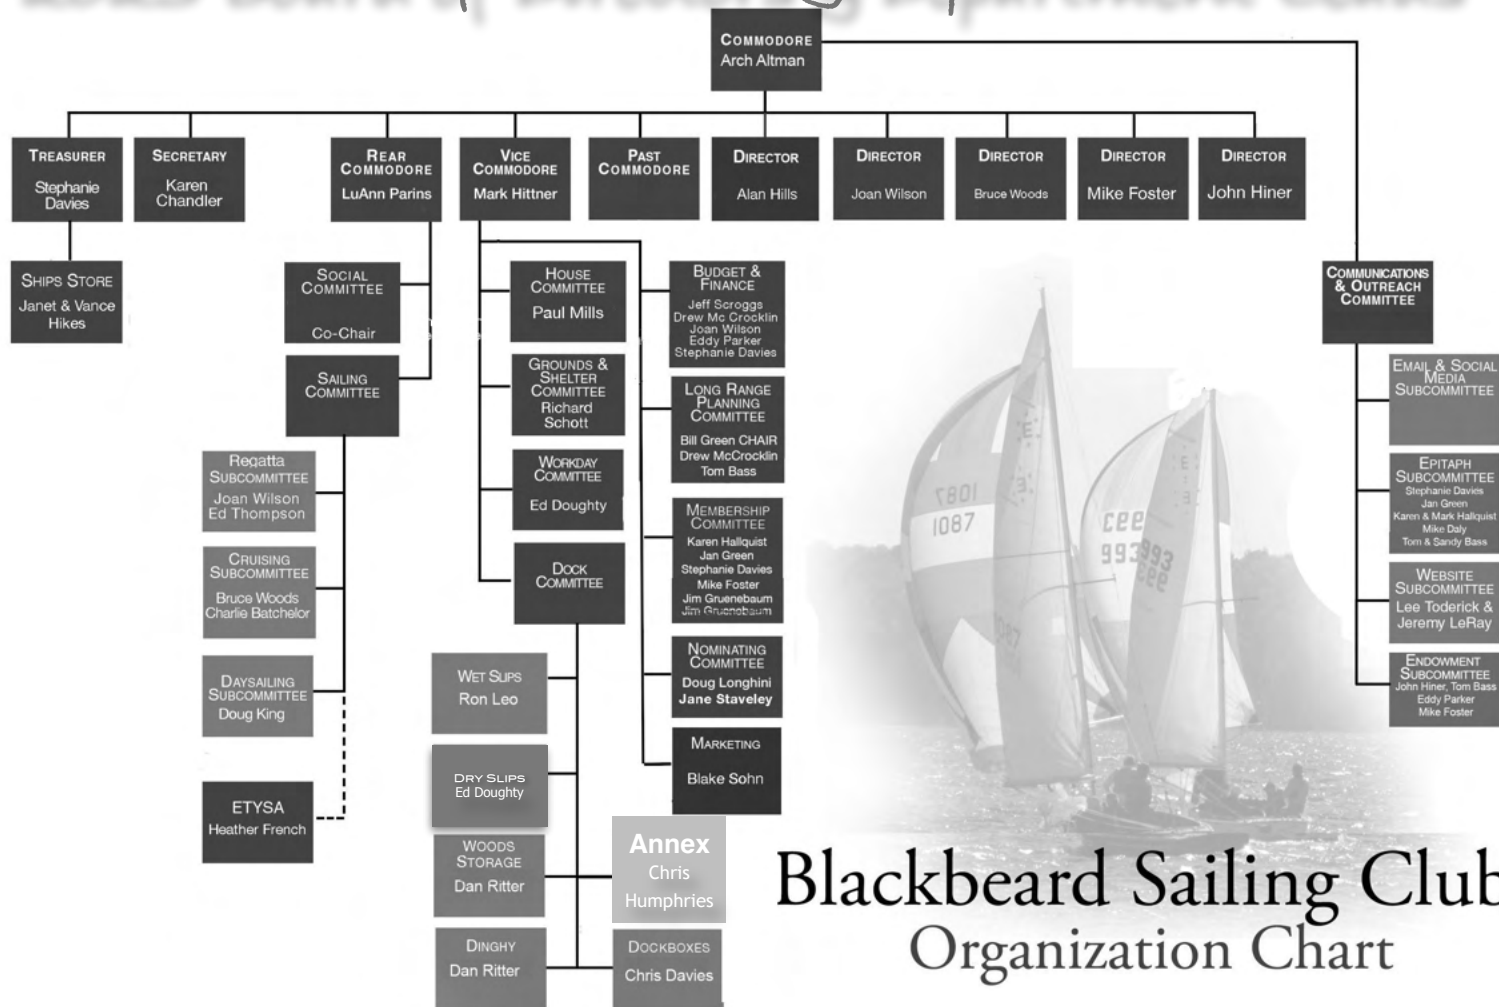 COMMODORE
Arch Altman
TREASURER
Stephanie
Davies
SECRETARY
Karen
Chandler
REAR
COMMODORE
LuAnn Parins
VICE
COMMODORE
Mark Hittner
PAST
COMMODORE
DIRECTOR
Alan Hills
DIRECTOR
Joan Wilson
DIRECTOR
Bruce Woods
DIRECTOR
Mike Foster
DIRECTOR
John Hiner
SHIPS STORE
Janet & Vance
Hikes
SOCIAL
COMMITTEE
Co-Chair
SAILING
COMMITTEE
Regatta
SUBCOMMITTEE
Joan Wilson
Ed Thompson
CRUISING
SUBCOMMITTEE
Bruce Woods
Charlie Batchelor
DAYSAILING
SUBCOMMITTEE
Doug King
ETYSA
Heather French
HOUSE
COMMITTEE
Paul Mills
GROUNDS &
SHELTER
COMMITTEE
Richard
Schott
WORKDAY
COMMITTEE
Ed Doughty
DOCK
COMMITTEE
WET SLIPS
Ron Leo
DRY SLIPS
Ed Doughty
WOODS
STORAGE
Dan Ritter
DINGHY
Dan Ritter
Annex
Chris
Humphries
DOCKBOXES
Chris Davies
BUDGET &
FINANCE
Jeff Scroggs
Drew Mc Crocklin
Joan Wilson
Eddy Parker
Stephanie Davies
LONG RANGE
PLANNING
COMMITTEE
Bill Green CHAIR
Drew McCrocklin
Tom Bass
MEMBERSHIP
COMMITTEE
Karen Hallquist
Jan Green
Stephanie Davies
Mike Foster
Jim Gruenebaum
Jim Gruenebaum
NOMINATING
COMMITTEE
Doug Longhini
Jane Staveley
MARKETING
Blake Sohn
COMMUNICATIONS
& OUTREACH
COMMITTEE
EMAIL & SOCIAL
MEDIA
SUBCOMMITTEE
EPITAPH
SUBCOMMITTEE
Stephanie Davies
Jan Green
Karen & Mark Hallquist
Mike Daly
Tom & Sandy Bass
WEBSITE
SUBCOMMITTEE
Lee Toderick &
Jeremy LeRay
ENDOWMENT
SUBCOMMITTEE
John Hiner, Tom Bass
Eddy Parker
Mike Foster
1087
1087
993
993
Blackbeard Sailing Club
Organization Chart